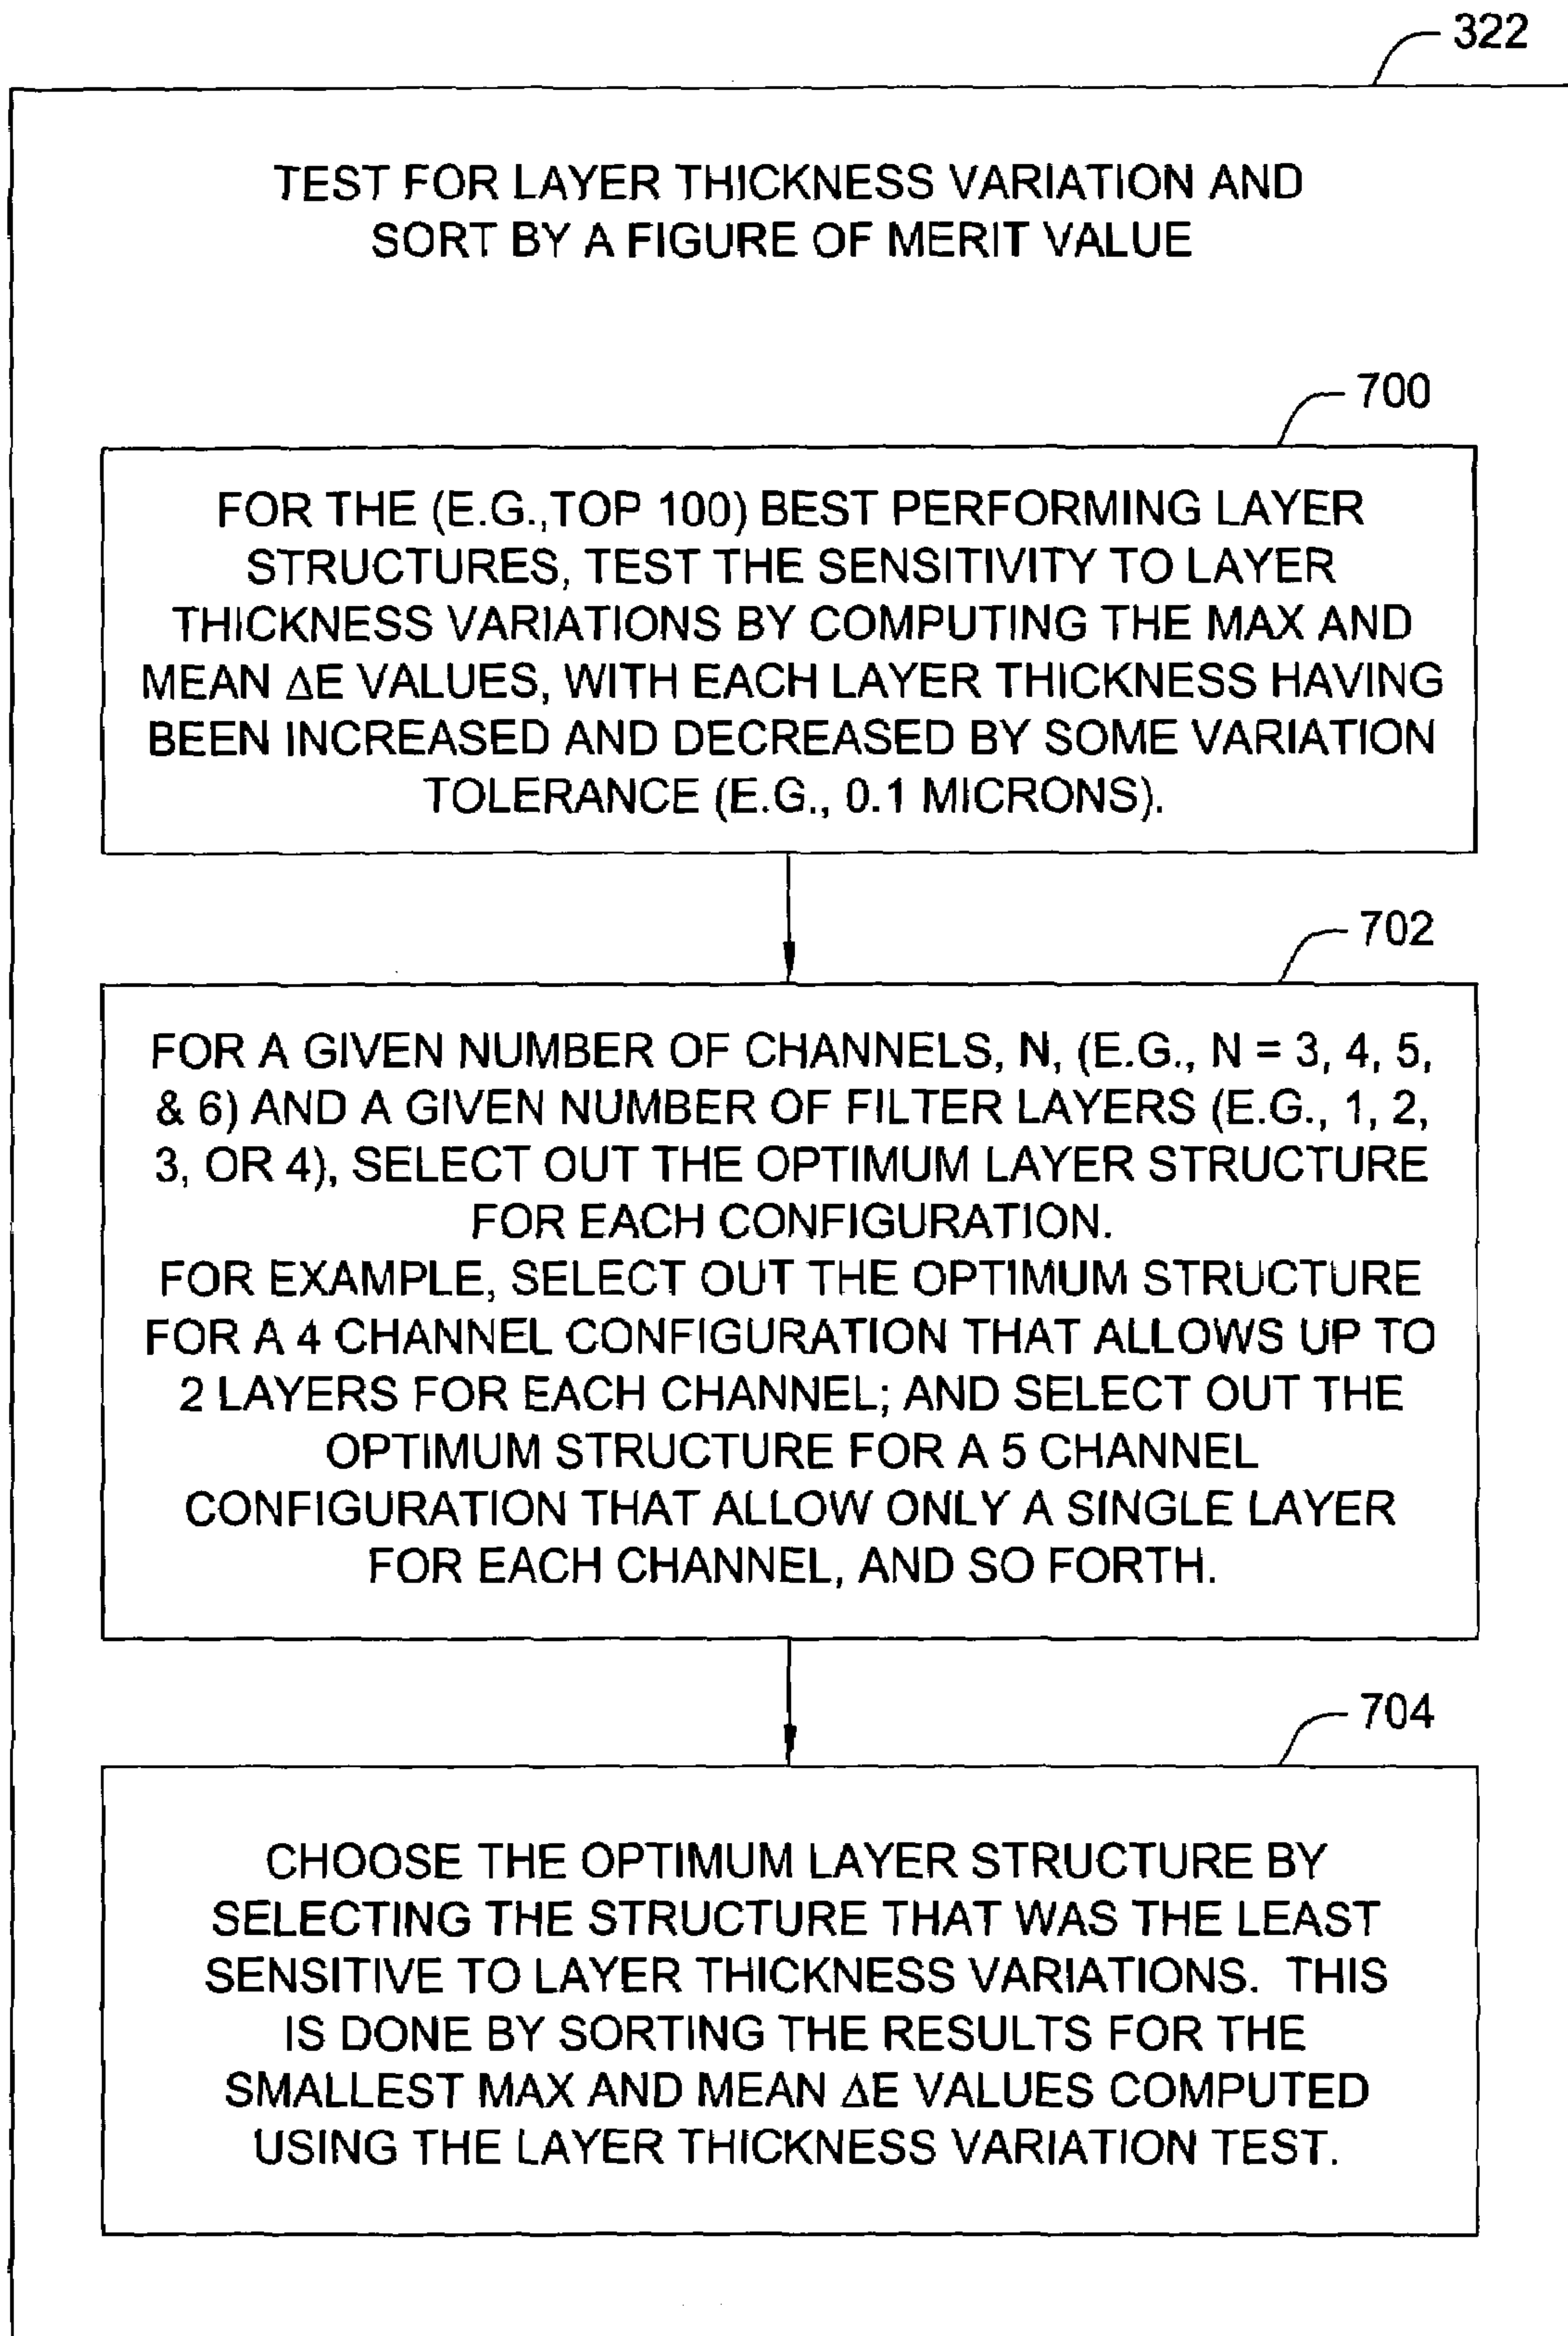 322
TEST FOR LAYER THICKNESS VARIATION AND
SORT BY A FIGURE OF MERIT VALUE
700
FOR THE (E.G.,TOP 100) BEST PERFORMING LAYER
STRUCTURES, TEST THE SENSITIVITY TO LAYER
THICKNESS VARIATIONS BY COMPUTING THE MAX AND
MEAN ΔE VALUES, WITH EACH LAYER THICKNESS HAVING
BEEN INCREASED AND DECREASED BY SOME VARIATION
TOLERANCE (E.G., 0.1 MICRONS).
702
FOR A GIVEN NUMBER OF CHANNELS, N, (E.G., N = 3, 4, 5,
& 6) AND A GIVEN NUMBER OF FILTER LAYERS (E.G., 1, 2,
3, OR 4), SELECT OUT THE OPTIMUM LAYER STRUCTURE
FOR EACH CONFIGURATION.
FOR EXAMPLE, SELECT OUT THE OPTIMUM STRUCTURE
FOR A 4 CHANNEL CONFIGURATION THAT ALLOWS UP TO
2 LAYERS FOR EACH CHANNEL; AND SELECT OUT THE
OPTIMUM STRUCTURE FOR A 5 CHANNEL
CONFIGURATION THAT ALLOW ONLY A SINGLE LAYER
FOR EACH CHANNEL, AND SO FORTH.
704
CHOOSE THE OPTIMUM LAYER STRUCTURE BY
SELECTING THE STRUCTURE THAT WAS THE LEAST
SENSITIVE TO LAYER THICKNESS VARIATIONS. THIS
IS DONE BY SORTING THE RESULTS FOR THE
SMALLEST MAX AND MEAN ΔE VALUES COMPUTED
USING THE LAYER THICKNESS VARIATION TEST.